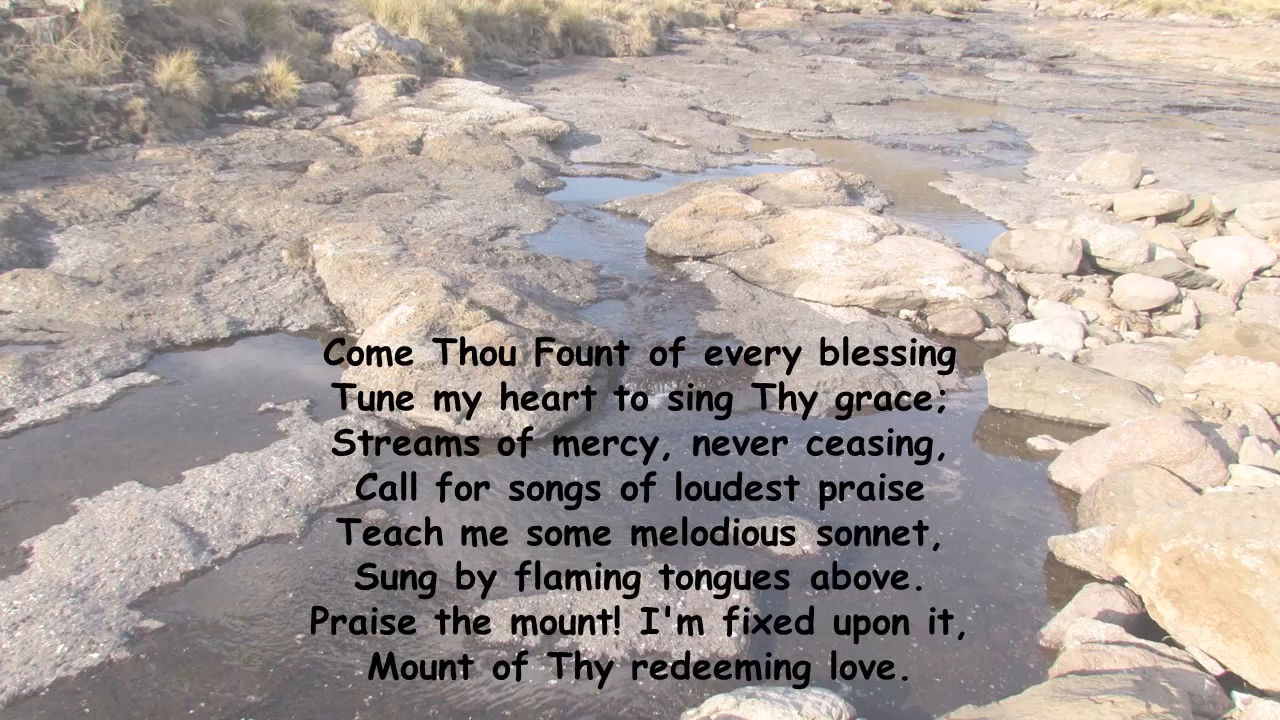 Come Thou Fount of every blessing
Tune my heart to sing Thy grace;
Streams of mercy, never ceasing,
Call for songs of loudest praise
Teach me some melodious sonnet,
Sung by flaming tongues above.
Praise the mount! I'm fixed upon it,
Mount of Thy redeeming love.